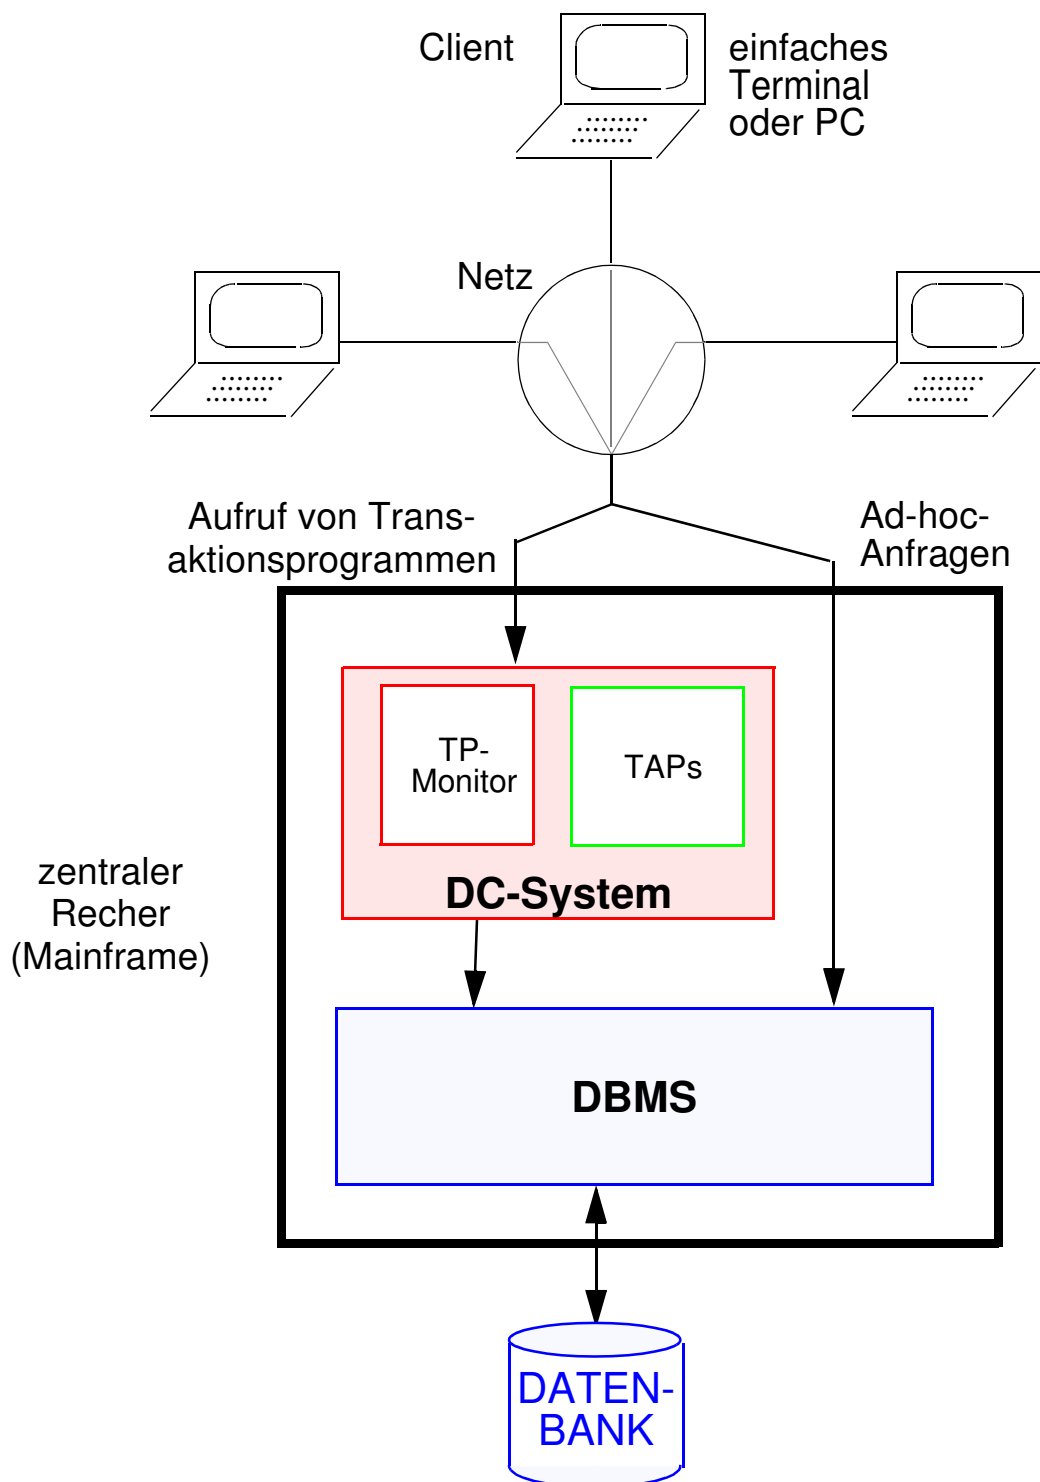 Client
einfaches
Terminal
oder PC
Netz
Aufruf von Trans-
aktionsprogrammen
Ad-hoc-
Anfragen
TP-
Monitor
TAPs
DC-System
zentraler
Recher
(Mainframe)
DBMS
DATEN-
BANK